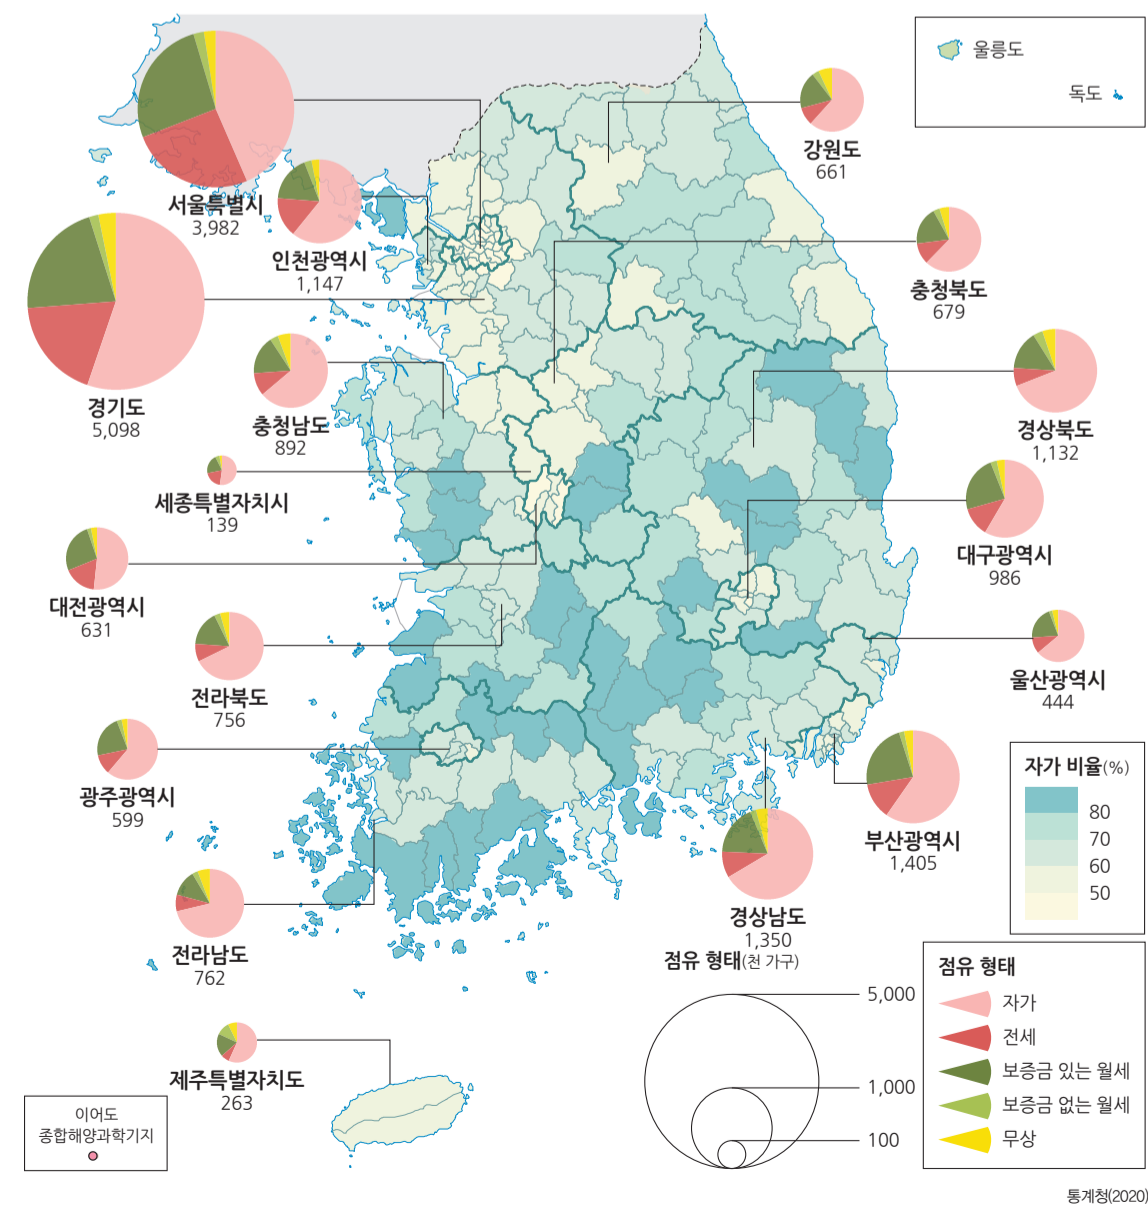 울릉도
독도
강원도
661
서울특별시
3,982
인천광역시
1,147
충청북도
679
경기도
5,098
충청남도
892
경상북도
1,132
세종특별자치시
139
대구광역시
986
대전광역시
631
울산광역시
444
전라북도
756
광주광역시
599
부산광역시
1,405
자가 비율(%)
80
70
60
50
경상남도
1,350
전라남도
762
점유 형태(천 가구)
5,000
1,000
100
점유 형태
자가
전세
보증금 있는 월세
보증금 없는 월세
무상
제주특별자치도
263
이어도
종합해양과학기지
통계청(2020)